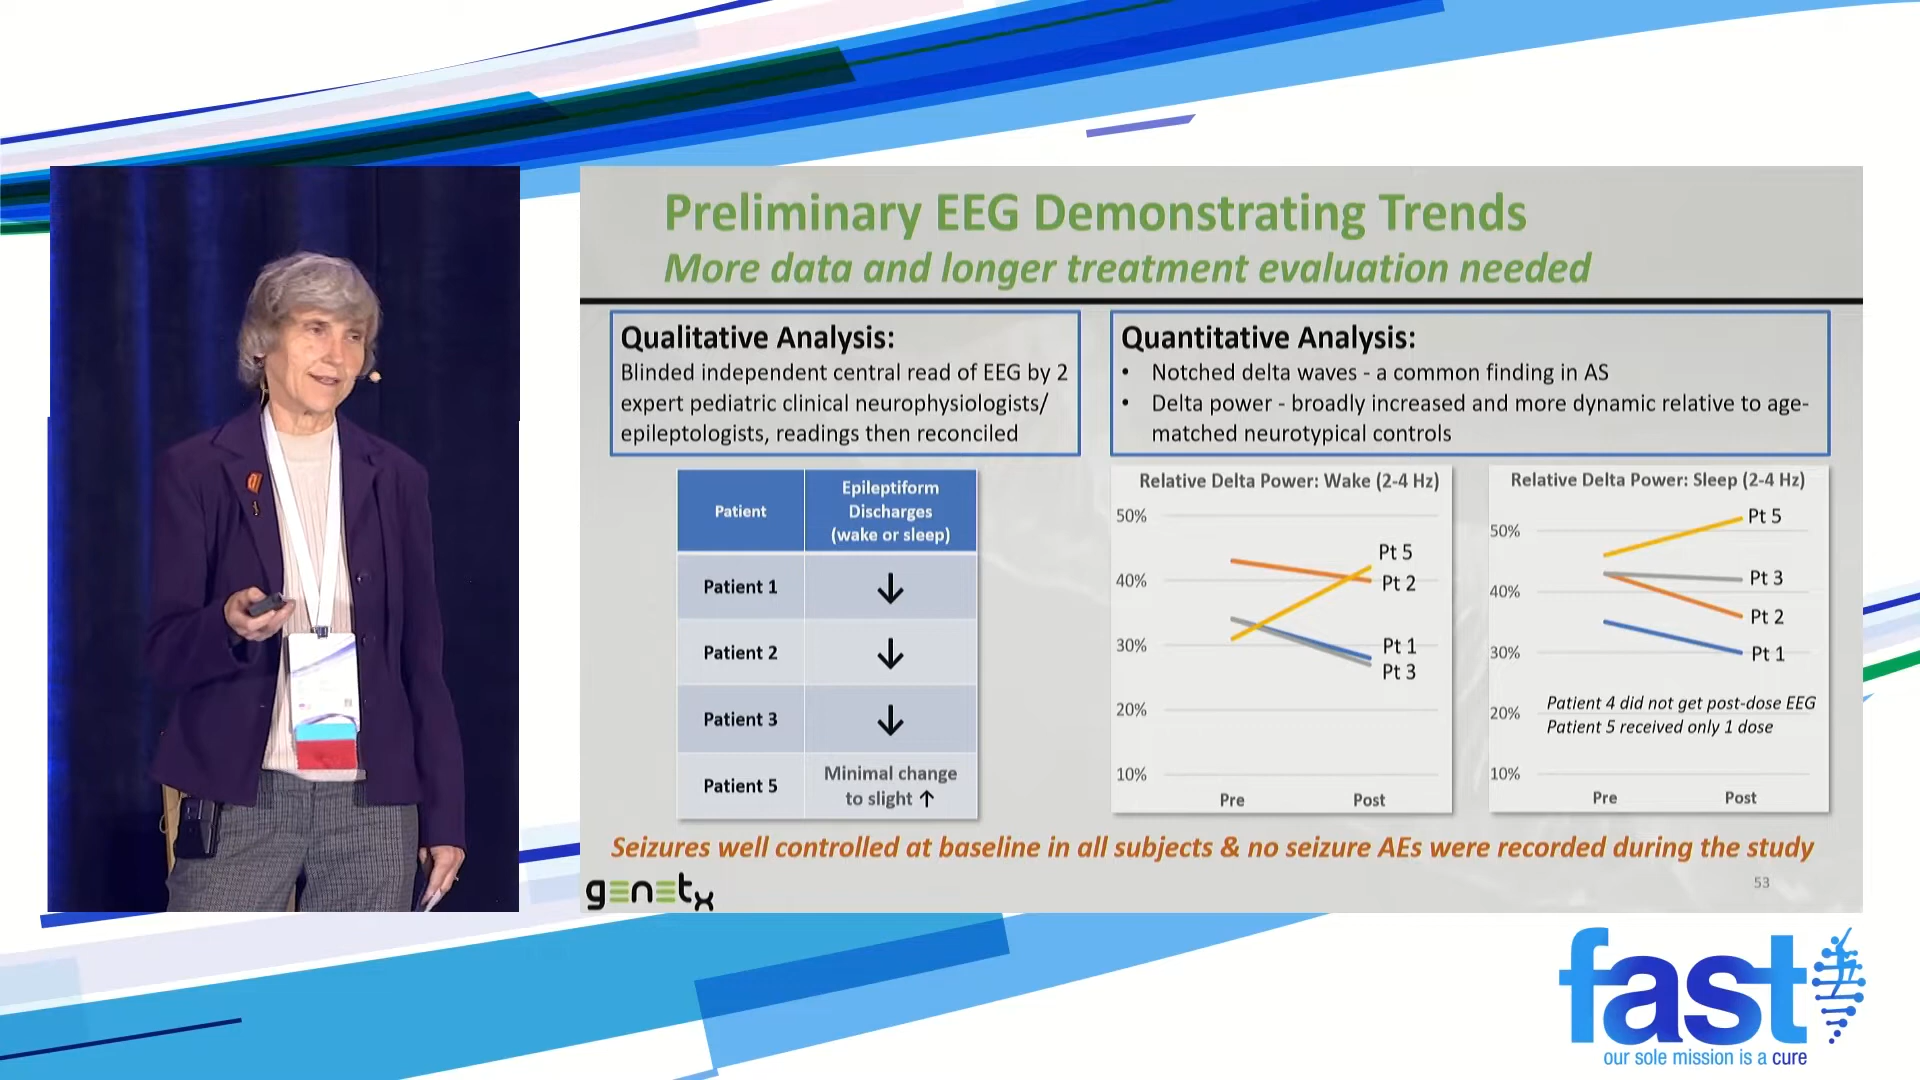 Preliminary EEG Demonstrating Trends
More data and longer treatment evaluation needed
Qualitative Analysis:
Blinded independent central read of EEG by 2
expert pediatric clinical neurophysiologists/
epileptologists, readings then reconciled
Quantitative Analysis:
• Notched delta waves - a common finding in AS
• Delta power - broadly increased and more dynamic relative to age-
matched neurotypical controls
Patient
Epileptiform
Discharges
(wake or sleep)
Patient 1 ↓
Patient 2 ↓
Patient 3 ↓
Patient 5
Minimal change
to slight ↑
Relative Delta Power: Wake (2-4 Hz)
50%
40%
30%
20%
10%
Pt 5
Pt 2
Pt 1
Pt 3
Pre
Post
Relative Delta Power: Sleep (2-4 Hz)
50%
40%
30%
20%
10%
Pt 5
Pt 3
Pt 2
Pt 1
Patient 4 did not get post-dose EEG
Patient 5 received only 1 dose
Pre
Post
Seizures well controlled at baseline in all subjects & no seizure AEs were recorded during the study
genetx
53
fast
our sole mission is a cure